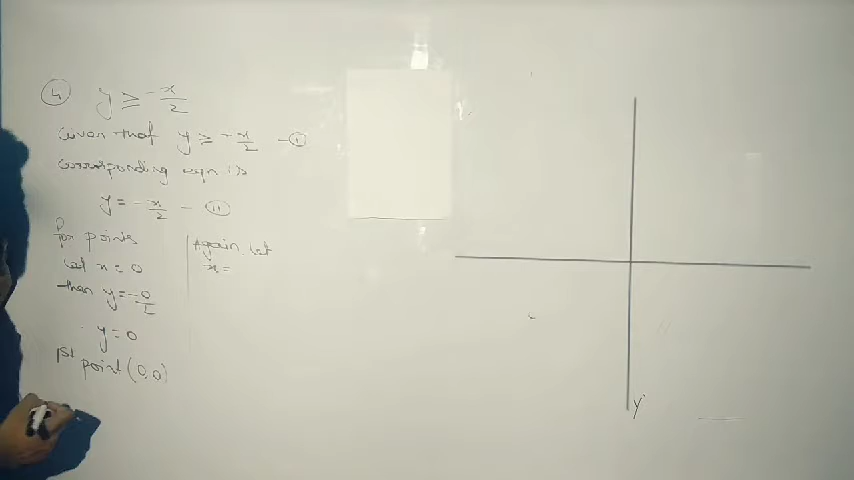 4 y ≥ -x/2
Given that y ≥ -x/2 - (i)
corresponding eqn is
y = -x/2 - (ii)
For points
Let x = 0
then y = -0/2
y = 0
1st point (0,0)
Again let
x =
y'